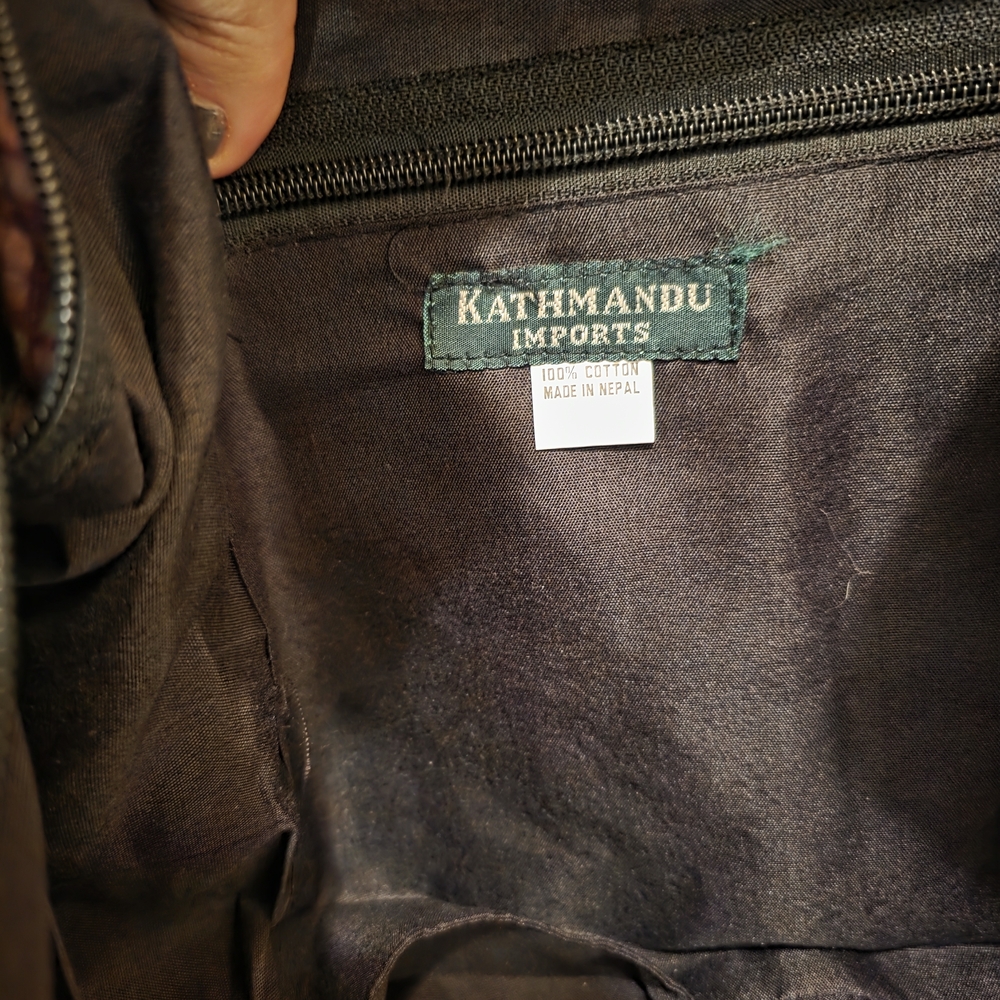 KATHMANDU
IMPORTS
100% COTTON
MADE IN NEPAL